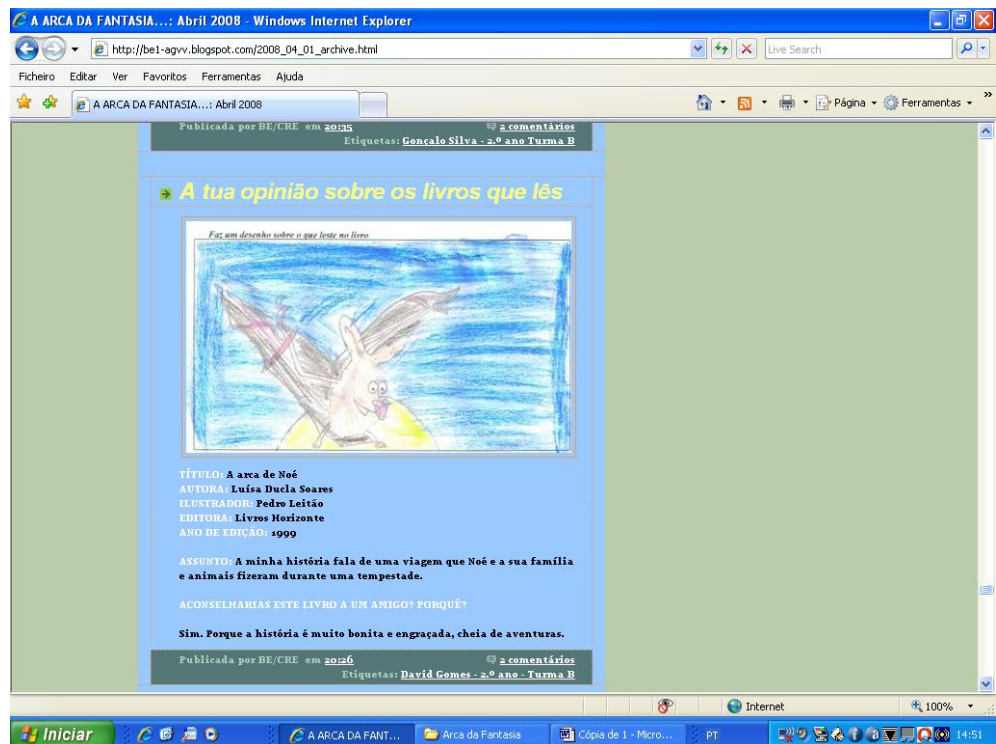 A ARCA DA FANTASIA...: Abril 2008 - Windows Internet Explorer
http://be1-agvv.blogspot.com/2008_04_01_archive.html
Live Search
Ficheiro Editar Ver Favoritos Ferramentas Ajuda
A ARCA DA FANTASIA...: Abril 2008
Página
Ferramentas
Publicada por BE/CRE em 20:35 2 comentários
Etiquetas: Gonçalo Silva - 2.º ano Turma B
A tua opinião sobre os livros que lês
Faz um desenho sobre o que leste no livro
TÍTULO: A arca de Noé
AUTORA: Luísa Ducla Soares
ILUSTRADOR: Pedro Leitão
EDITORA: Livros Horizonte
ANO DE EDIÇÃO: 1999
ASSUNTO: A minha história fala de uma viagem que Noé e a sua família
e animais fizeram durante uma tempestade.
ACONSELHARIAS ESTE LIVRO A UM AMIGO? PORQUÊ?
Sim. Porque a história é muito bonita e engraçada, cheia de aventuras.
Publicada por BE/CRE em 20:26 2 comentários
Etiquetas: David Gomes - 2.º ano - Turma B
Internet 100%
Iniciar A ARCA DA FANT... Arca da Fantasia Cópia de 1 - Micro... PT 14:51